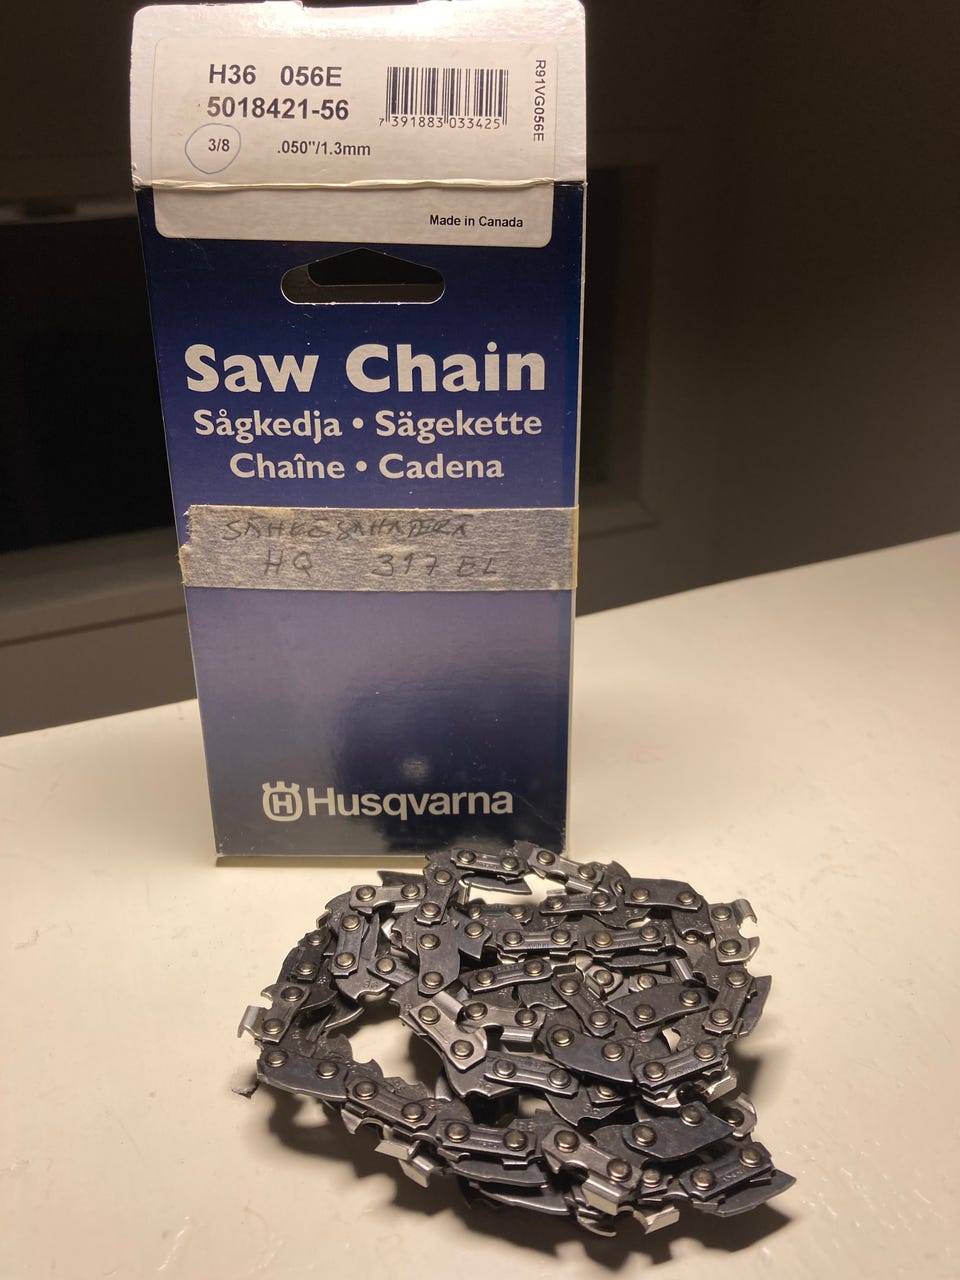 H36 056E
5018421-56
7 391883 033425
R91VG056E
3/8 .050"/1.3mm
Made in Canada
Saw Chain
Sågkedja • Sägekette
Chaîne • Cadena
HQ 317 EL
H Husqvarna